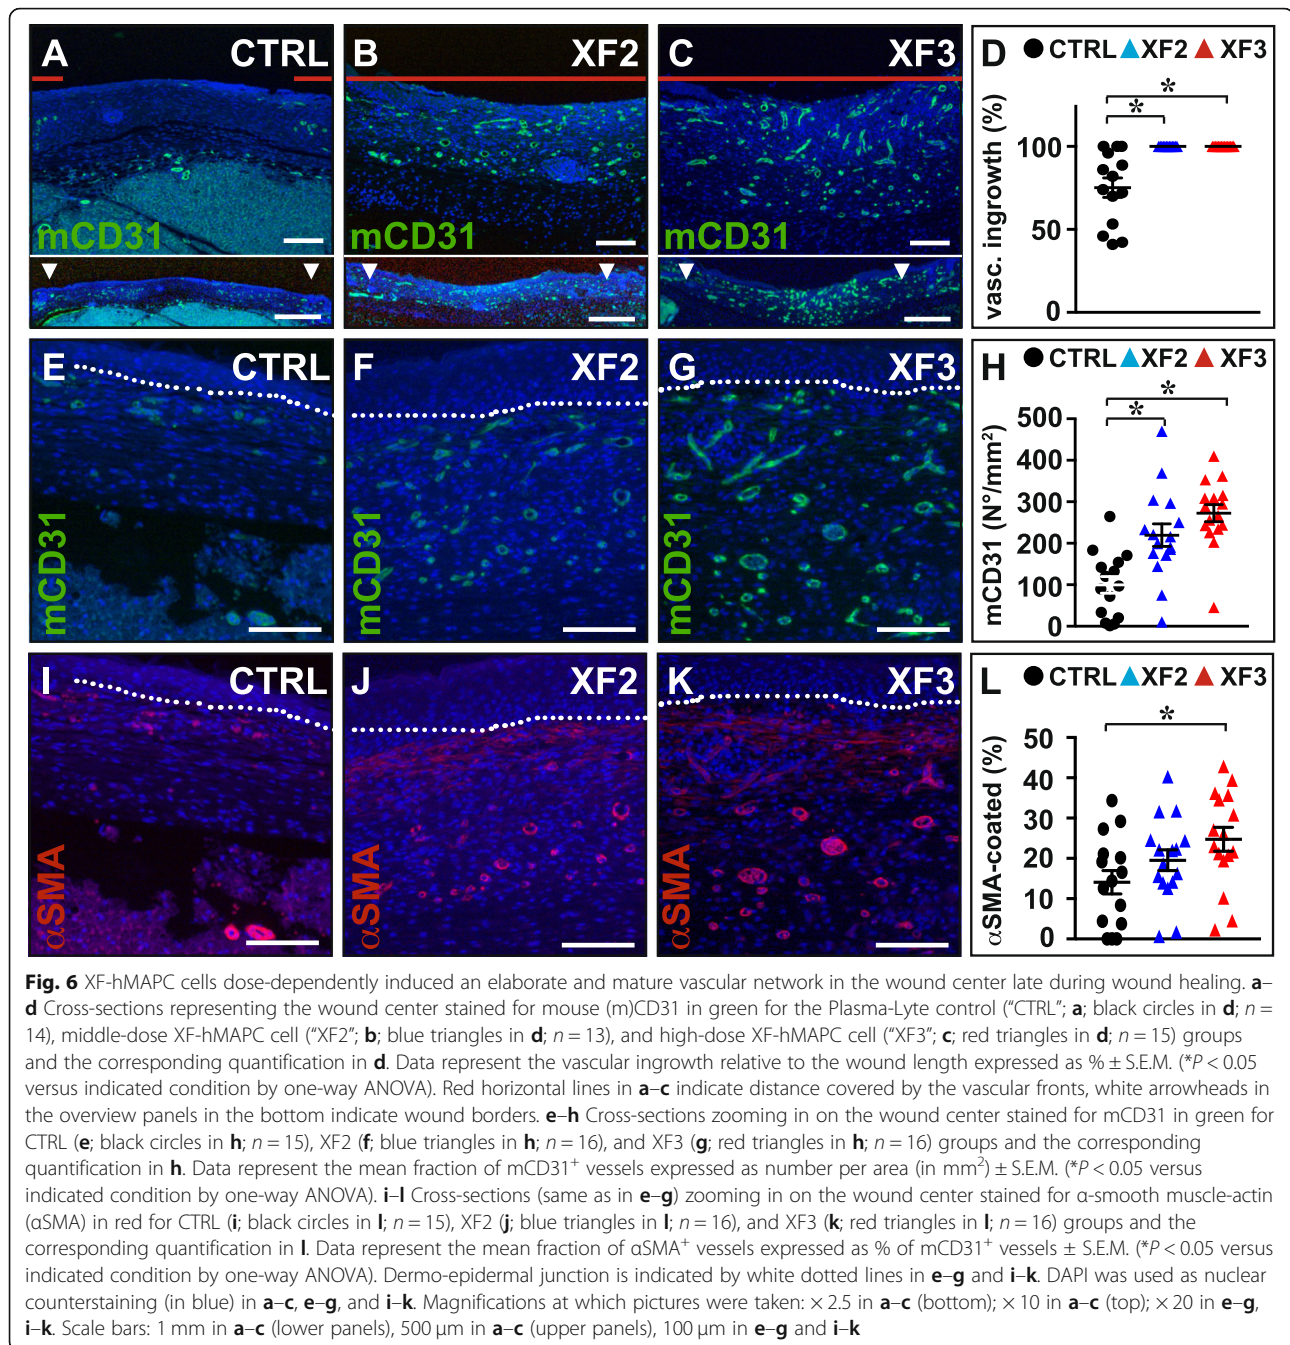 A CTRL
mCD31
B XF2
mCD31
C XF3
mCD31
D CTRL XF2 XF3
vasc. ingrowth (%)
* *
100
50
0
E CTRL
mCD31
F XF2
mCD31
G XF3
mCD31
H CTRL XF2 XF3
mCD31 (N°/mm²)
* *
500
400
300
200
100
0
I CTRL
αSMA
J XF2
αSMA
K XF3
αSMA
L CTRL XF2 XF3
αSMA-coated (%)
*
50
40
30
20
10
0
Fig. 6 XF-hMAPC cells dose-dependently induced an elaborate and mature vascular network in the wound center late during wound healing. a–
d Cross-sections representing the wound center stained for mouse (m)CD31 in green for the Plasma-Lyte control (“CTRL”; a; black circles in d; n =
14), middle-dose XF-hMAPC cell (“XF2”; b; blue triangles in d; n = 13), and high-dose XF-hMAPC cell (“XF3”; c; red triangles in d; n = 15) groups
and the corresponding quantification in d. Data represent the vascular ingrowth relative to the wound length expressed as % ± S.E.M. (*P < 0.05
versus indicated condition by one-way ANOVA). Red horizontal lines in a–c indicate distance covered by the vascular fronts, white arrowheads in
the overview panels in the bottom indicate wound borders. e–h Cross-sections zooming in on the wound center stained for mCD31 in green for
CTRL (e; black circles in h; n = 15), XF2 (f; blue triangles in h; n = 16), and XF3 (g; red triangles in h; n = 16) groups and the corresponding
quantification in h. Data represent the mean fraction of mCD31⁺ vessels expressed as number per area (in mm²) ± S.E.M. (*P < 0.05 versus
indicated condition by one-way ANOVA). i–l Cross-sections (same as in e–g) zooming in on the wound center stained for α-smooth muscle-actin
(αSMA) in red for CTRL (i; black circles in l; n = 15), XF2 (j; blue triangles in l; n = 16), and XF3 (k; red triangles in l; n = 16) groups and the
corresponding quantification in l. Data represent the mean fraction of αSMA⁺ vessels expressed as % of mCD31⁺ vessels ± S.E.M. (*P < 0.05 versus
indicated condition by one-way ANOVA). Dermo-epidermal junction is indicated by white dotted lines in e–g and i–k. DAPI was used as nuclear
counterstaining (in blue) in a–c, e–g, and i–k. Magnifications at which pictures were taken: × 2.5 in a–c (bottom); × 10 in a–c (top); × 20 in e–g,
i–k. Scale bars: 1 mm in a–c (lower panels), 500 μm in a–c (upper panels), 100 μm in e–g and i–k